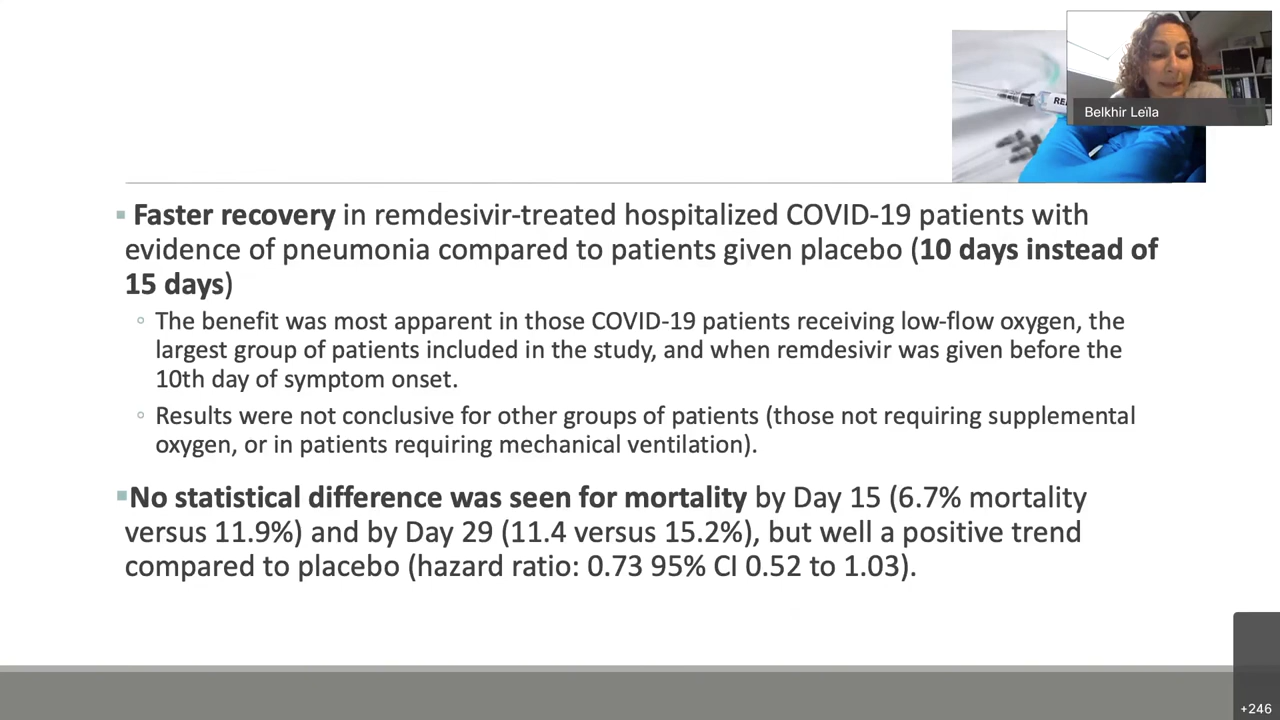 RE
Belkhir Leïla
▪ Faster recovery in remdesivir-treated hospitalized COVID-19 patients with
evidence of pneumonia compared to patients given placebo (10 days instead of
15 days)
◦ The benefit was most apparent in those COVID-19 patients receiving low-flow oxygen, the
largest group of patients included in the study, and when remdesivir was given before the
10th day of symptom onset.
◦ Results were not conclusive for other groups of patients (those not requiring supplemental
oxygen, or in patients requiring mechanical ventilation).
▪No statistical difference was seen for mortality by Day 15 (6.7% mortality
versus 11.9%) and by Day 29 (11.4 versus 15.2%), but well a positive trend
compared to placebo (hazard ratio: 0.73 95% CI 0.52 to 1.03).
+246